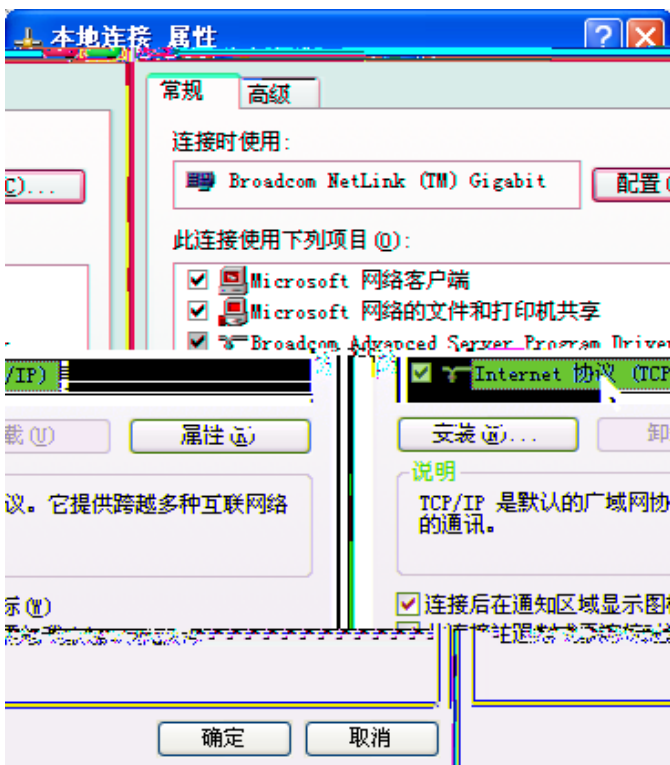 本地连接 属性
常规 高级
连接时使用:
Broadcom NetLink (TM) Gigabit
配置(
C)...
此连接使用下列项目(O):
Microsoft 网络客户端
Microsoft 网络的文件和打印机共享
Broadcom Advanced Server Program Driver
/IP)
Internet 协议 (TCP
载(U) 属性(R)
安装(N)... 卸
说明
议。它提供跨越多种互联网络
TCP/IP 是默认的广域网协
的通讯。
标(W)
连接后在通知区域显示图标
确定 取消